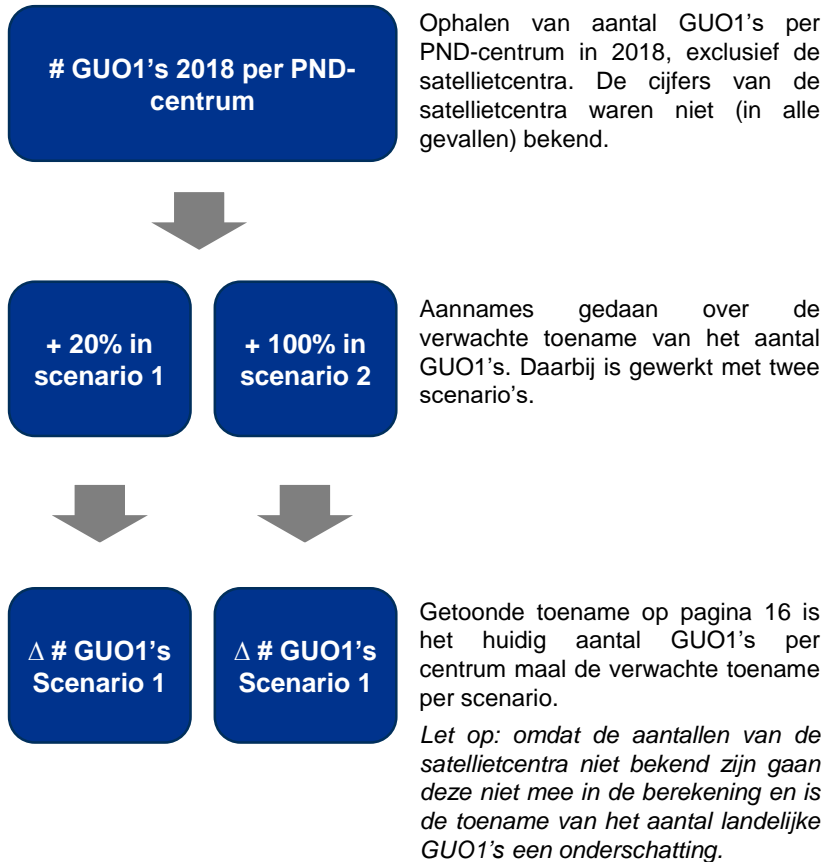 # GUO1's 2018 per PND-
centrum
Ophalen van aantal GUO1's per
PND-centrum in 2018, exclusief de
satellietcentra. De cijfers van de
satellietcentra waren niet (in alle
gevallen) bekend.
+ 20% in
scenario 1
+ 100% in
scenario 2
Aannames gedaan over de
verwachte toename van het aantal
GUO1's. Daarbij is gewerkt met twee
scenario's.
Δ # GUO1's
Scenario 1
Δ # GUO1's
Scenario 1
Getoonde toename op pagina 16 is
het huidig aantal GUO1's per
centrum maal de verwachte toename
per scenario.
Let op: omdat de aantallen van de
satellietcentra niet bekend zijn gaan
deze niet mee in de berekening en is
de toename van het aantal landelijke
GUO1's een onderschatting.